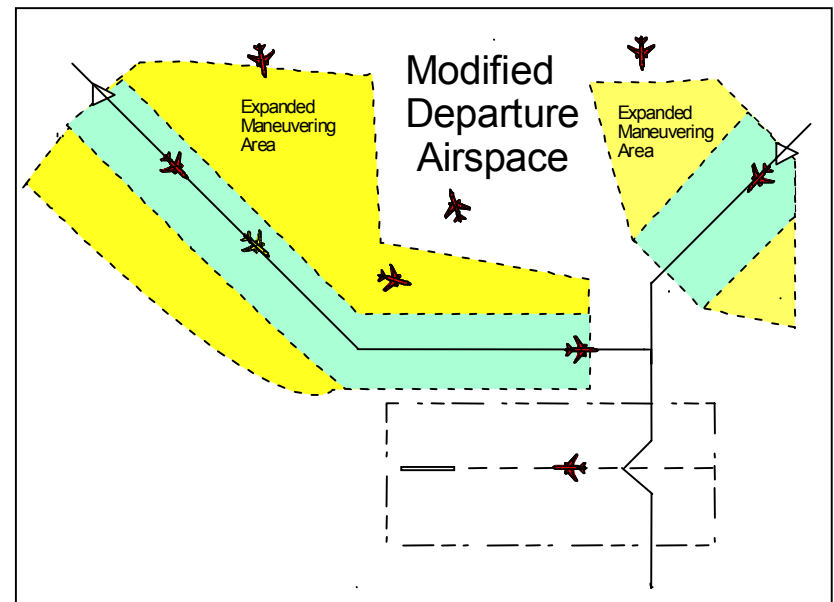 Modified
Departure
Airspace
Expanded
Maneuvering
Area
Expanded
Maneuvering
Area